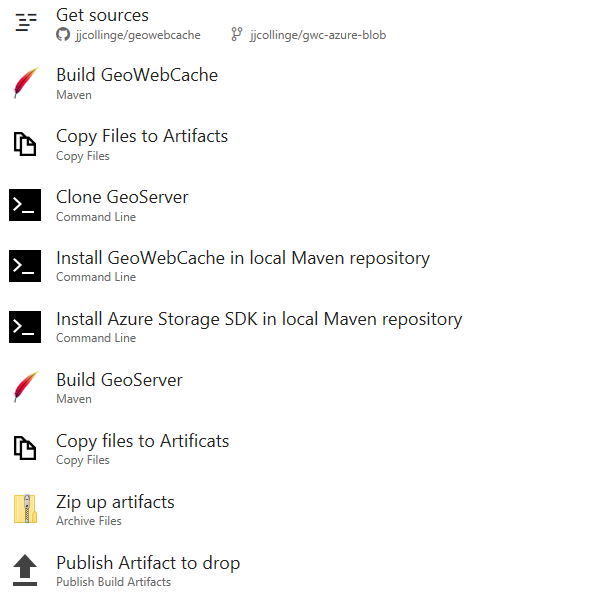 Get sources
jjcollinge/geowebcache jjcollinge/gwc-azure-blob
Build GeoWebCache
Maven
Copy Files to Artifacts
Copy Files
Clone GeoServer
Command Line
Install GeoWebCache in local Maven repository
Command Line
Install Azure Storage SDK in local Maven repository
Command Line
Build GeoServer
Maven
Copy files to Artificats
Copy Files
Zip up artifacts
Archive Files
Publish Artifact to drop
Publish Build Artifacts